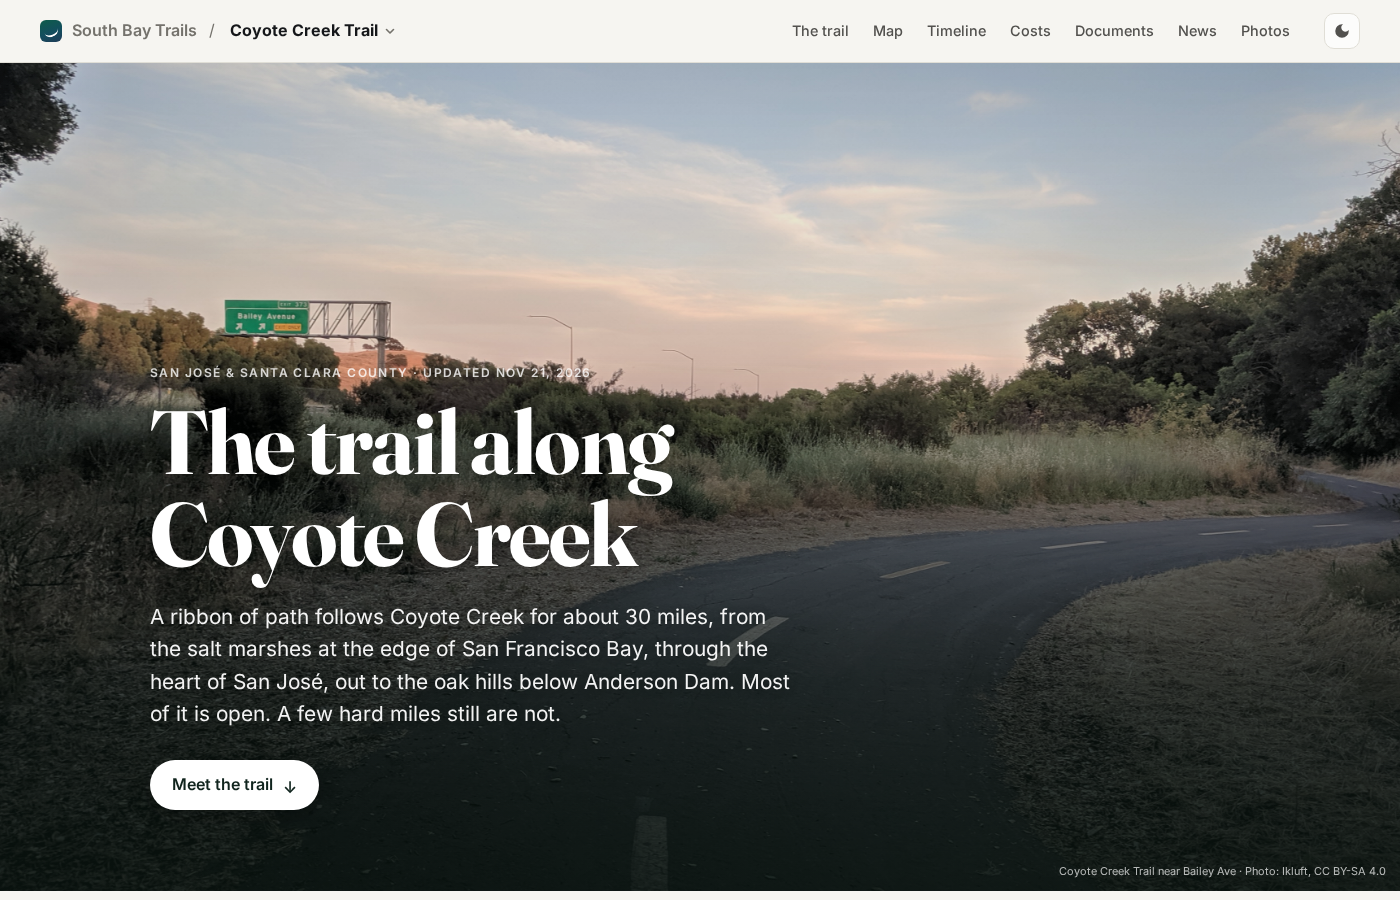 South Bay Trails / Coyote Creek Trail
The trail Map Timeline Costs Documents News Photos
Bailey Avenue
SAN JOSÉ & SANTA CLARA COUNTY · UPDATED NOV 21, 2026
The trail along
Coyote Creek
A ribbon of path follows Coyote Creek for about 30 miles, from
the salt marshes at the edge of San Francisco Bay, through the
heart of San José, out to the oak hills below Anderson Dam. Most
of it is open. A few hard miles still are not.
Meet the trail
Coyote Creek Trail near Bailey Ave · Photo: Ikluft, CC BY-SA 4.0